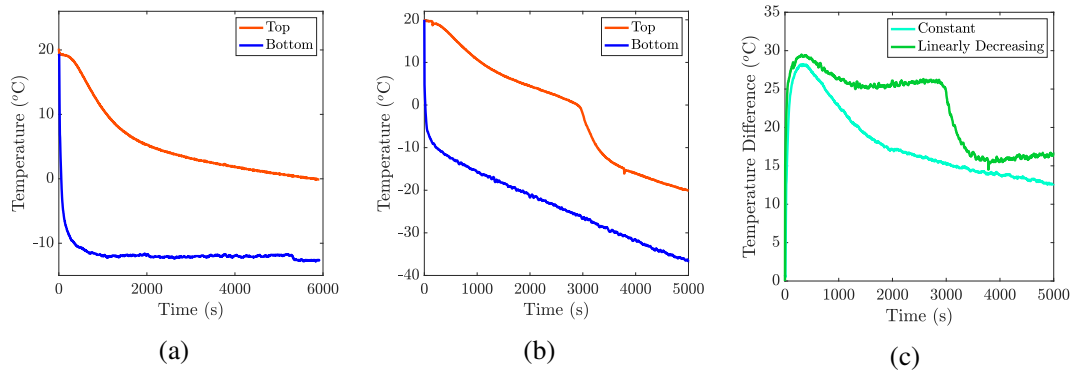 Top
Bottom
20
10
0
-10
Temperature (°C)
0
2000
4000
6000
Time (s)
(a)
Top
Bottom
20
10
0
-10
-20
-30
-40
Temperature (°C)
0
1000
2000
3000
4000
5000
Time (s)
(b)
Constant
Linearly Decreasing
35
30
25
20
15
10
5
0
Temperature Difference (°C)
0
1000
2000
3000
4000
5000
Time (s)
(c)